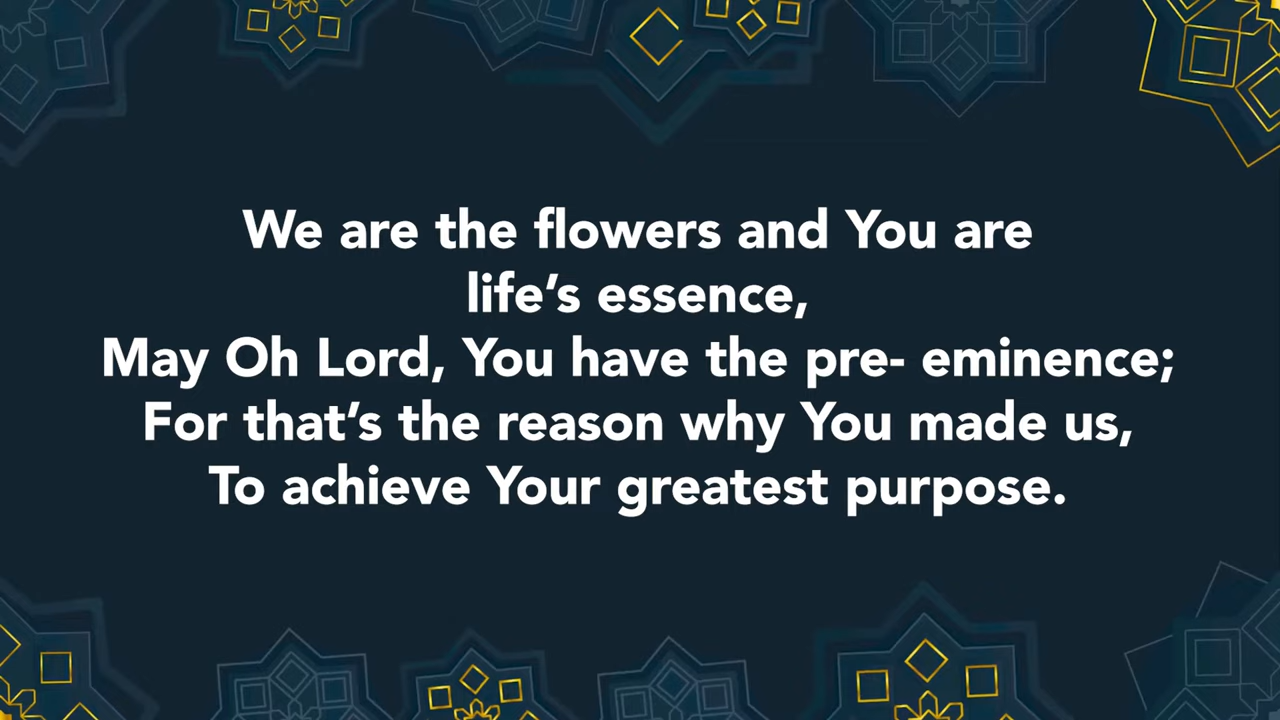 We are the flowers and You are
life’s essence,
May Oh Lord, You have the pre- eminence;
For that’s the reason why You made us,
To achieve Your greatest purpose.